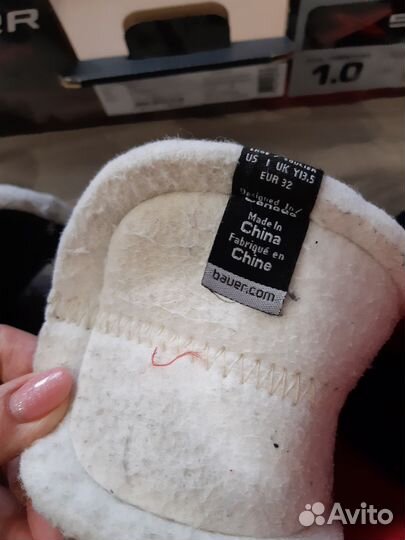 ER
S
1.0
US 1 UK Y13.5
EUR 32
Designed In/
Canada
Made In
China
Fabriqué en
Chine
bauer.com
Avito